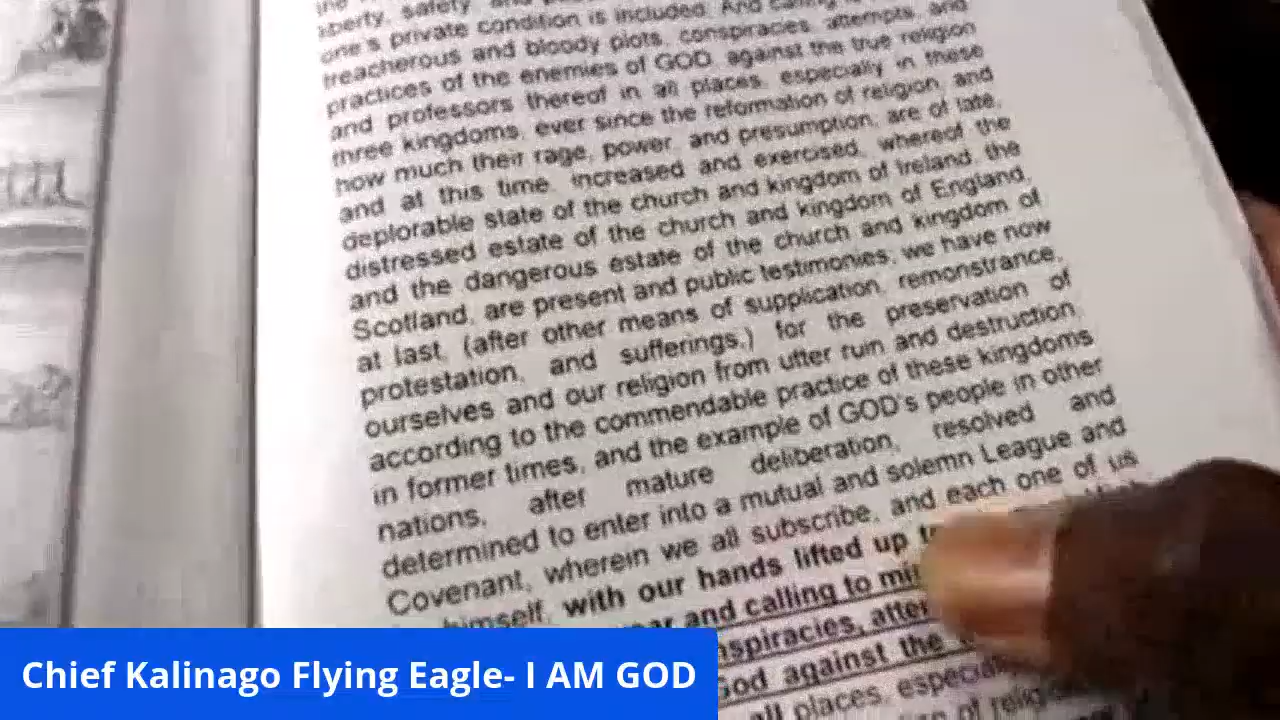 liberty, safety, and
one's private condition is included. And calling to
treacherous and bloody plots, conspiracies, attempts, and
practices of the enemies of GOD, against the true religion
and professors thereof in all places, especially in these
three kingdoms, ever since the reformation of religion, and
how much their rage, power, and presumption, are of late,
and at this time, increased and exercised, whereof the
deplorable state of the church and kingdom of Ireland, the
distressed estate of the church and kingdom of England,
and the dangerous estate of the church and kingdom of
Scotland, are present and public testimonies; we have now
at last, (after other means of supplication, remonstrance,
protestation, and sufferings,) for the preservation of
ourselves and our religion from utter ruin and destruction,
according to the commendable practice of these kingdoms
in former times, and the example of GOD's people in other
nations, after mature deliberation, resolved and
determined to enter into a mutual and solemn League and
Covenant, wherein we all subscribe, and each one of us
himself, with our hands lifted up
and calling to
against the
all places,
of
Chief Kalinago Flying Eagle- I AM GOD